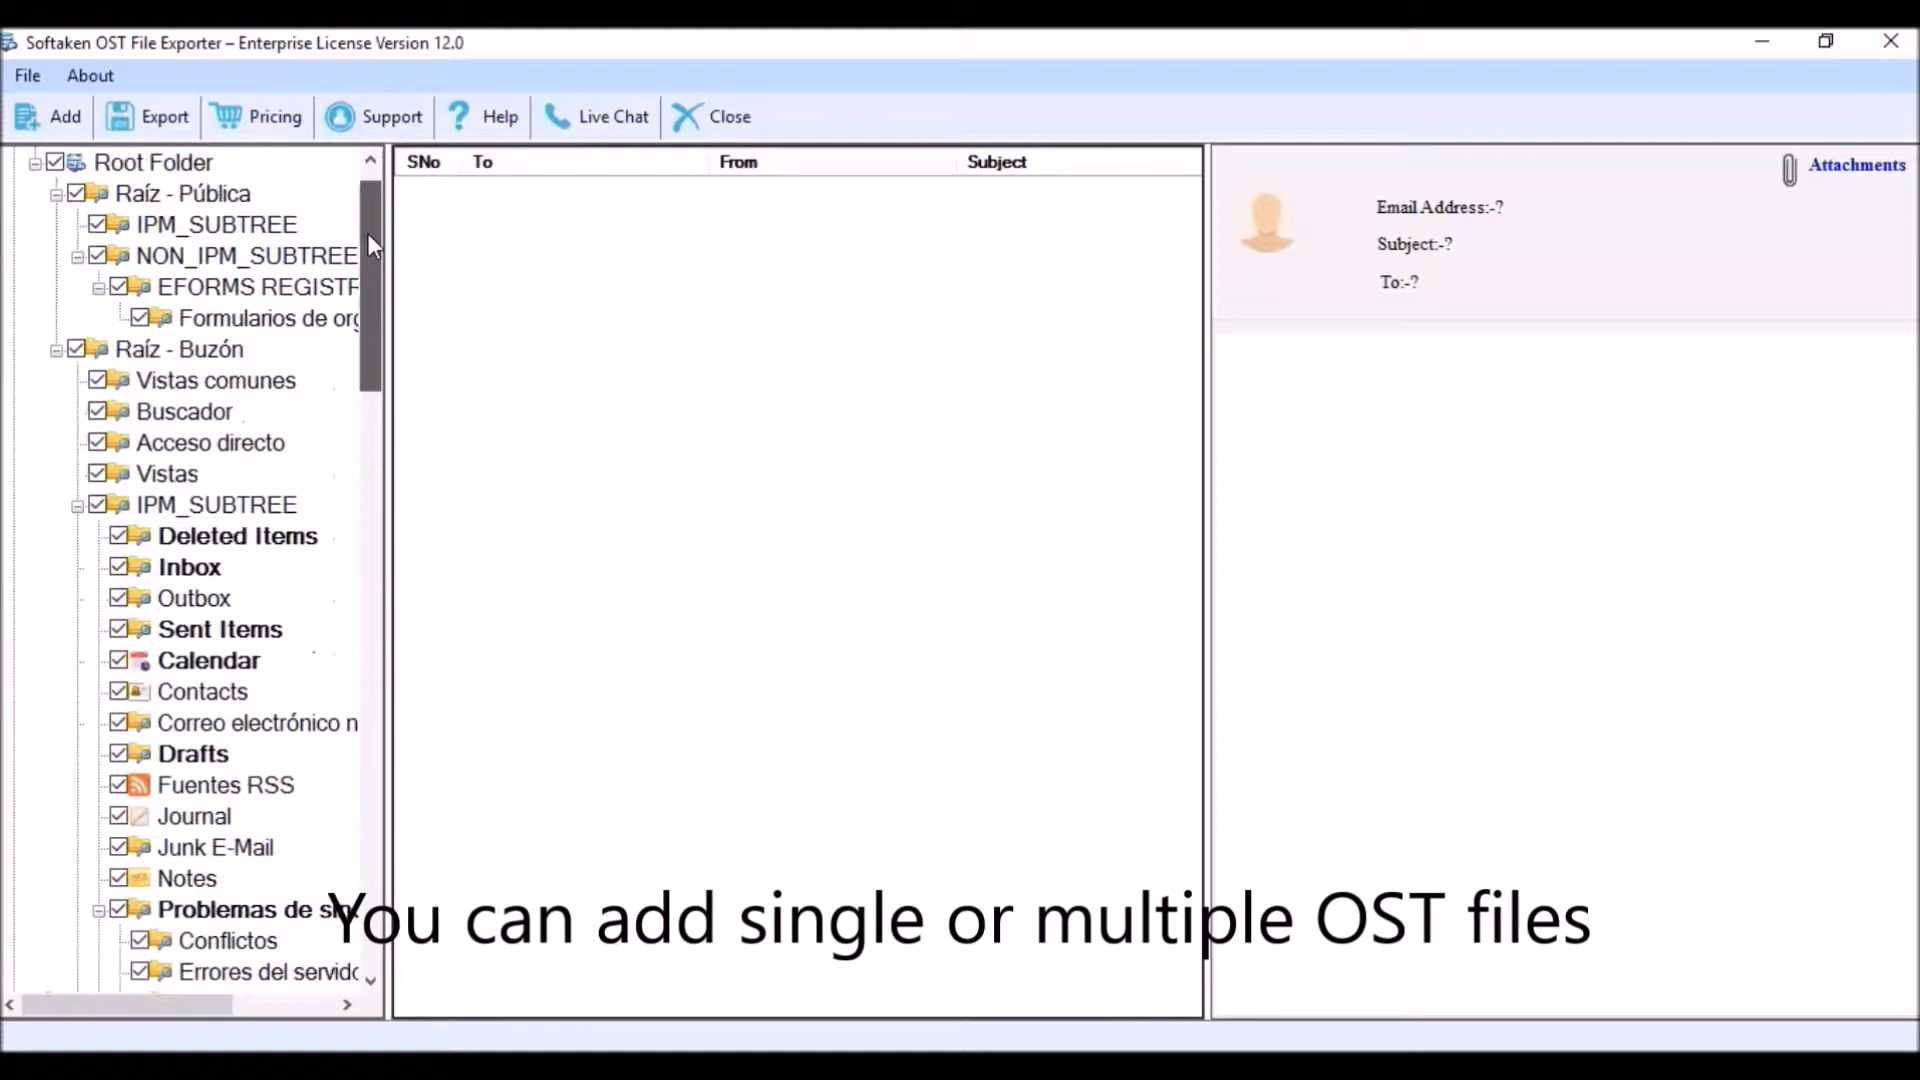 Softaken OST File Exporter – Enterprise License Version 12.0
File About
Add Export Pricing Support Help Live Chat Close
Root Folder
Raíz - Pública
IPM_SUBTREE
NON_IPM_SUBTREE
EFORMS REGISTR
Formularios de org
Raíz - Buzón
Vistas comunes
Buscador
Acceso directo
Vistas
IPM_SUBTREE
Deleted Items
Inbox
Outbox
Sent Items
Calendar
Contacts
Correo electrónico n
Drafts
Fuentes RSS
Journal
Junk E-Mail
Notes
Problemas de
Conflictos
Errores del servido
SNo To From Subject
Attachments
Email Address:-?
Subject:-?
To:-?
You can add single or multiple OST files